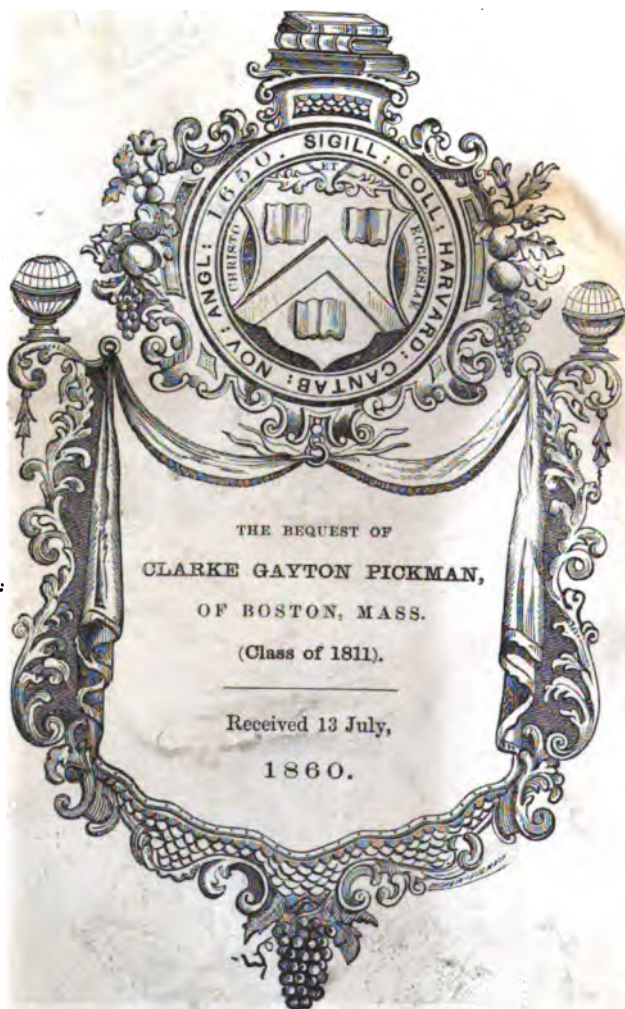 SIGILL: COLL: HARVARD: CANTAB: NOV: ANGL: 1650.
CHRISTO ET ECCLESIAE
THE BEQUEST OF
CLARKE GAYTON PICKMAN,
OF BOSTON, MASS.
(Class of 1811).
Received 13 July,
1860.